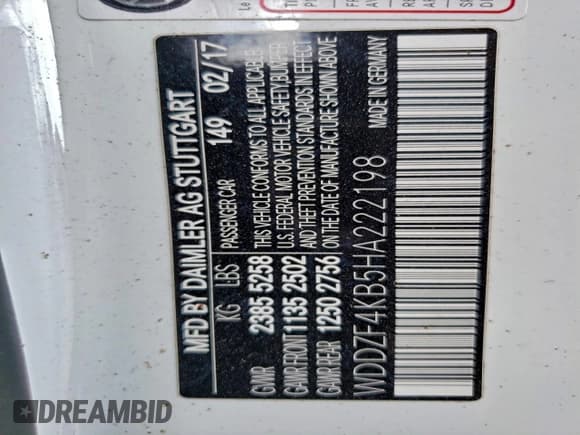 MFD BY DAIMLER AG STUTTGART
KG LBS PASSENGER CAR 149 02/17
GVWR 2385 5258 THIS VEHICLE CONFORMS TO ALL APPLICABLE
GAWR FRONT 1135 2502 U.S. FEDERAL MOTOR VEHICLE SAFETY, BUMPER
GAWR REAR 1250 2756 AND THEFT PREVENTION STANDARDS IN EFFECT
ON THE DATE OF MANUFACTURE SHOWN ABOVE
WDDZF4KB5HA222198 MADE IN GERMANY
DREAMBID